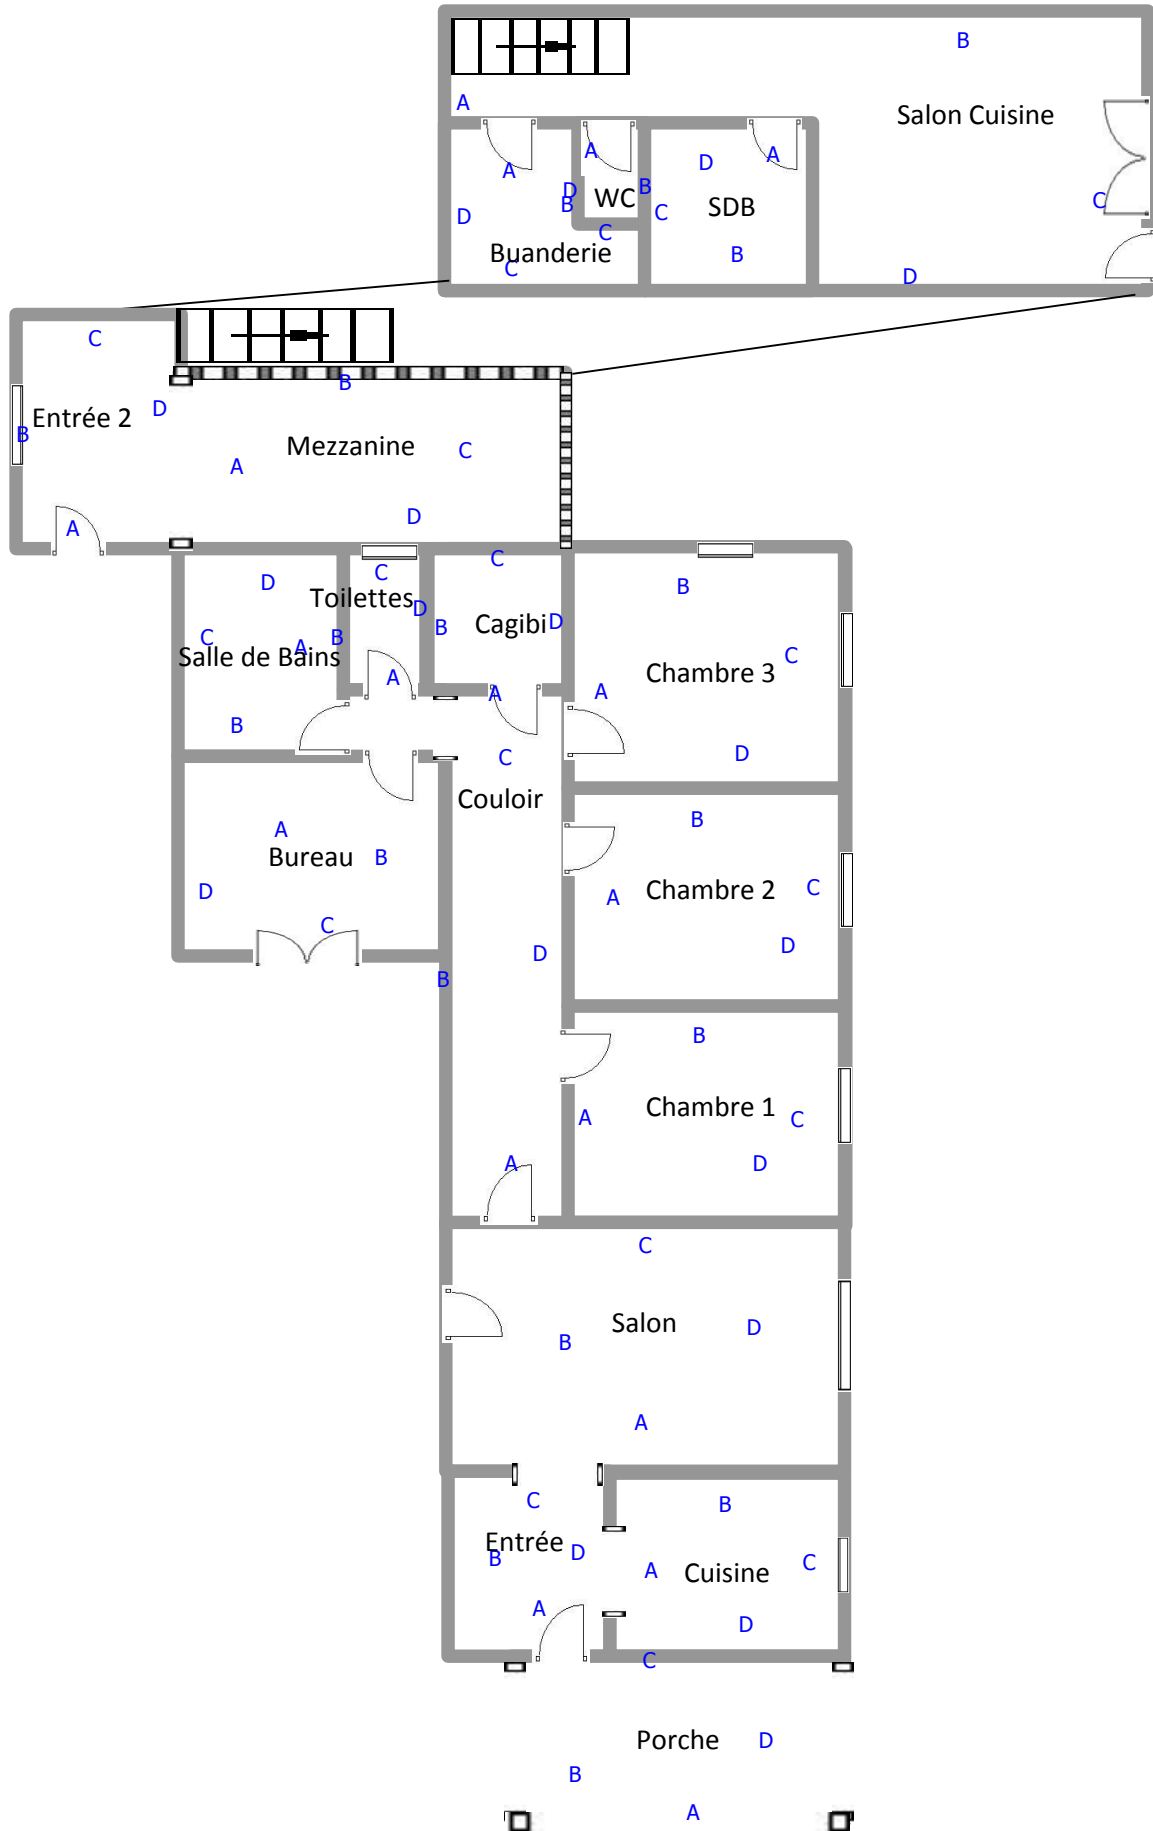 B
A
Salon Cuisine
A
D
A
A
D
B
WC
B
SDB
C
C
D
B
C
Buanderie
B
C
D
C
B
D
Entrée 2
B
Mezzanine
C
A
D
A
C
D
C
Toilettes
D
B
Cagibi
D
B
C
B
A
Salle de Bains
A
A
B
Chambre 3
C
A
D
B
C
Couloir
A
Bureau
B
D
C
B
Chambre 2
C
A
D
D
B
B
Chambre 1
C
A
D
A
C
Salon
D
B
A
C
B
Entrée
B
D
A
Cuisine
C
A
D
C
Porche
D
B
A